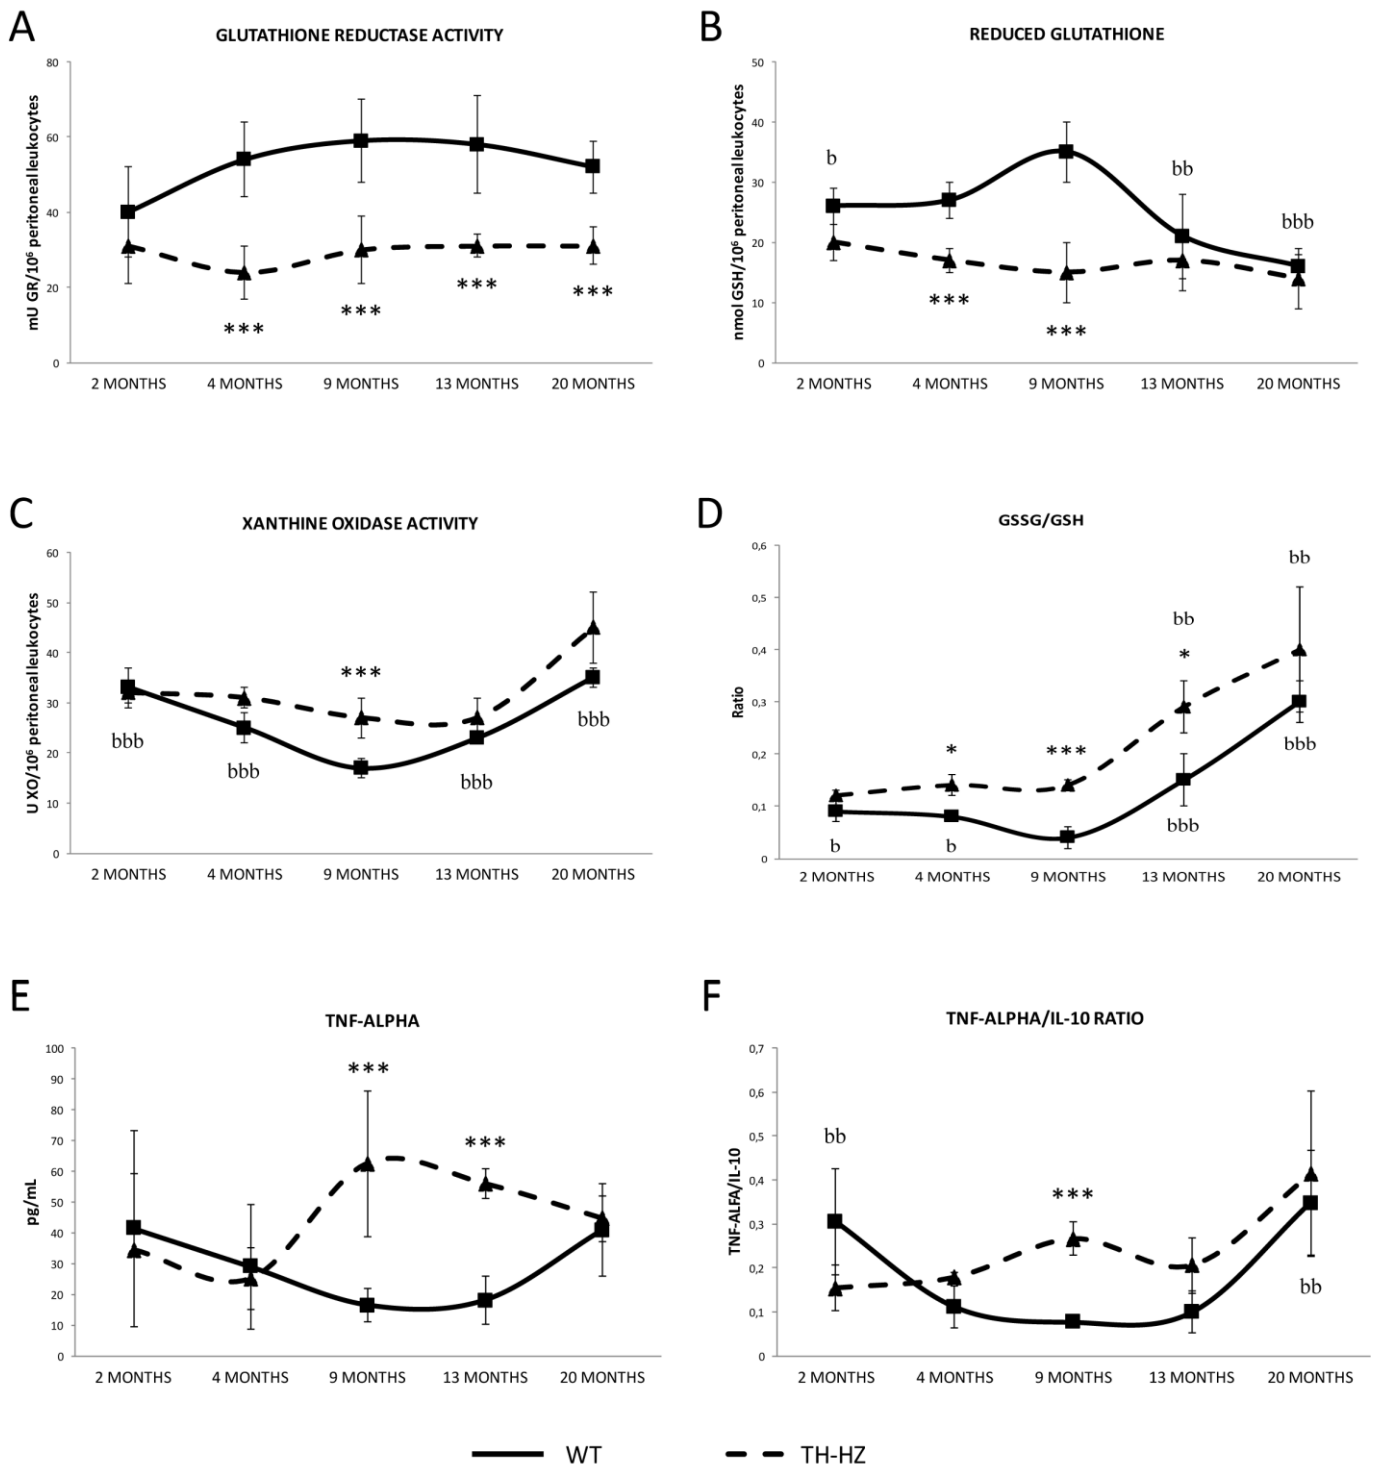 A
GLUTATHIONE REDUCTASE ACTIVITY
mU GR/10⁶ peritoneal leukocytes
80
60
40
20
0
***
***
***
***
2 MONTHS 4 MONTHS 9 MONTHS 13 MONTHS 20 MONTHS
B
REDUCED GLUTATHIONE
nmol GSH/10⁶ peritoneal leukocytes
50
40
30
20
10
0
b
bb
bbb
***
***
2 MONTHS 4 MONTHS 9 MONTHS 13 MONTHS 20 MONTHS
C
XANTHINE OXIDASE ACTIVITY
U XO/10⁶ peritoneal leukocytes
60
50
40
30
20
10
0
***
bbb
bbb
bbb
bbb
2 MONTHS 4 MONTHS 9 MONTHS 13 MONTHS 20 MONTHS
D
GSSG/GSH
Ratio
0,6
0,5
0,4
0,3
0,2
0,1
0
bb
bb
*
*
***
bbb
bbb
b
b
2 MONTHS 4 MONTHS 9 MONTHS 13 MONTHS 20 MONTHS
E
TNF-ALPHA
pg/mL
100
90
80
70
60
50
40
30
20
10
0
***
***
2 MONTHS 4 MONTHS 9 MONTHS 13 MONTHS 20 MONTHS
F
TNF-ALPHA/IL-10 RATIO
TNF-ALFA/IL-10
0,7
0,6
0,5
0,4
0,3
0,2
0,1
0
bb
***
bb
2 MONTHS 4 MONTHS 9 MONTHS 13 MONTHS 20 MONTHS
WT TH-HZ